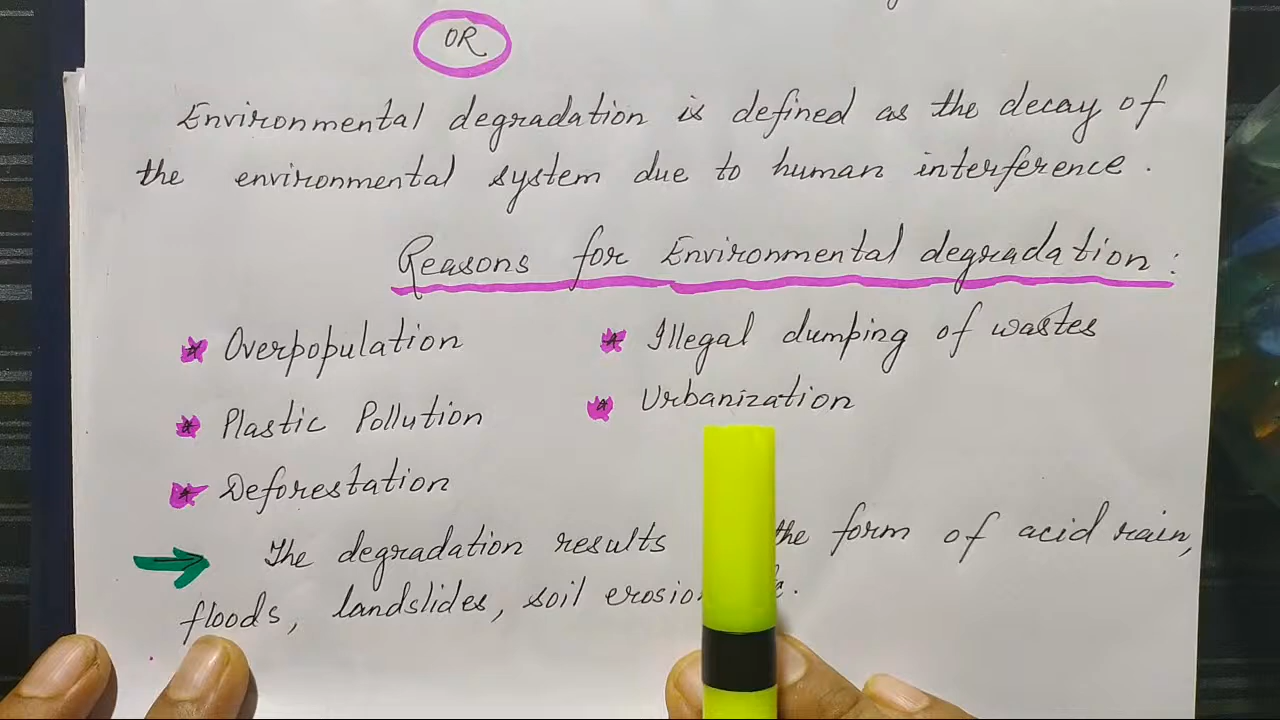 OR
Environmental degradation is defined as the decay of
the environmental system due to human interference.
Reasons for Environmental degradation:
* Overpopulation
* Illegal dumping of wastes
* Plastic Pollution
* Urbanization
* Deforestation
→ The degradation results the form of acid rain,
floods, landslides, soil erosio